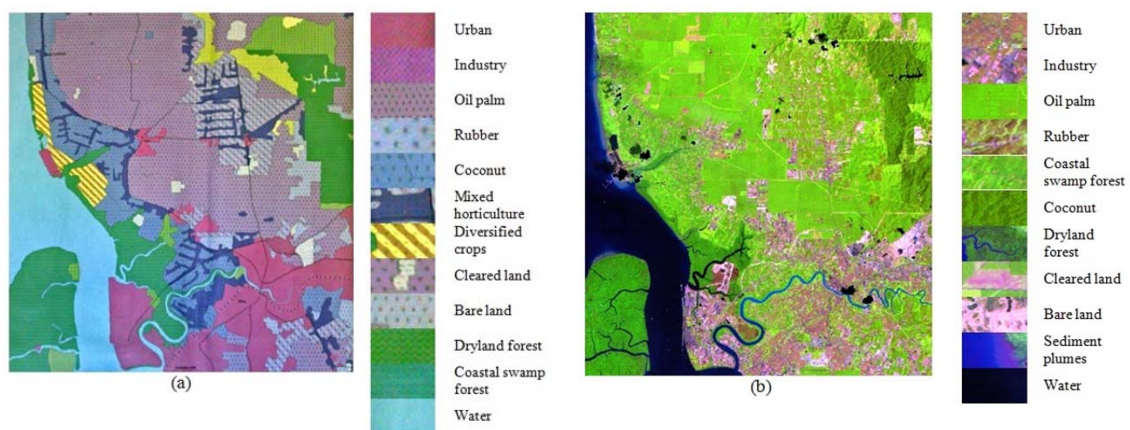 Urban
Industry
Oil palm
Rubber
Coconut
Mixed
horticulture
Diversified
crops
Cleared land
Bare land
Dryland forest
Coastal swamp
forest
Water
(a)
Urban
Industry
Oil palm
Rubber
Coastal
swamp forest
Coconut
Dryland
forest
Cleared land
Bare land
Sediment
plumes
Water
(b)